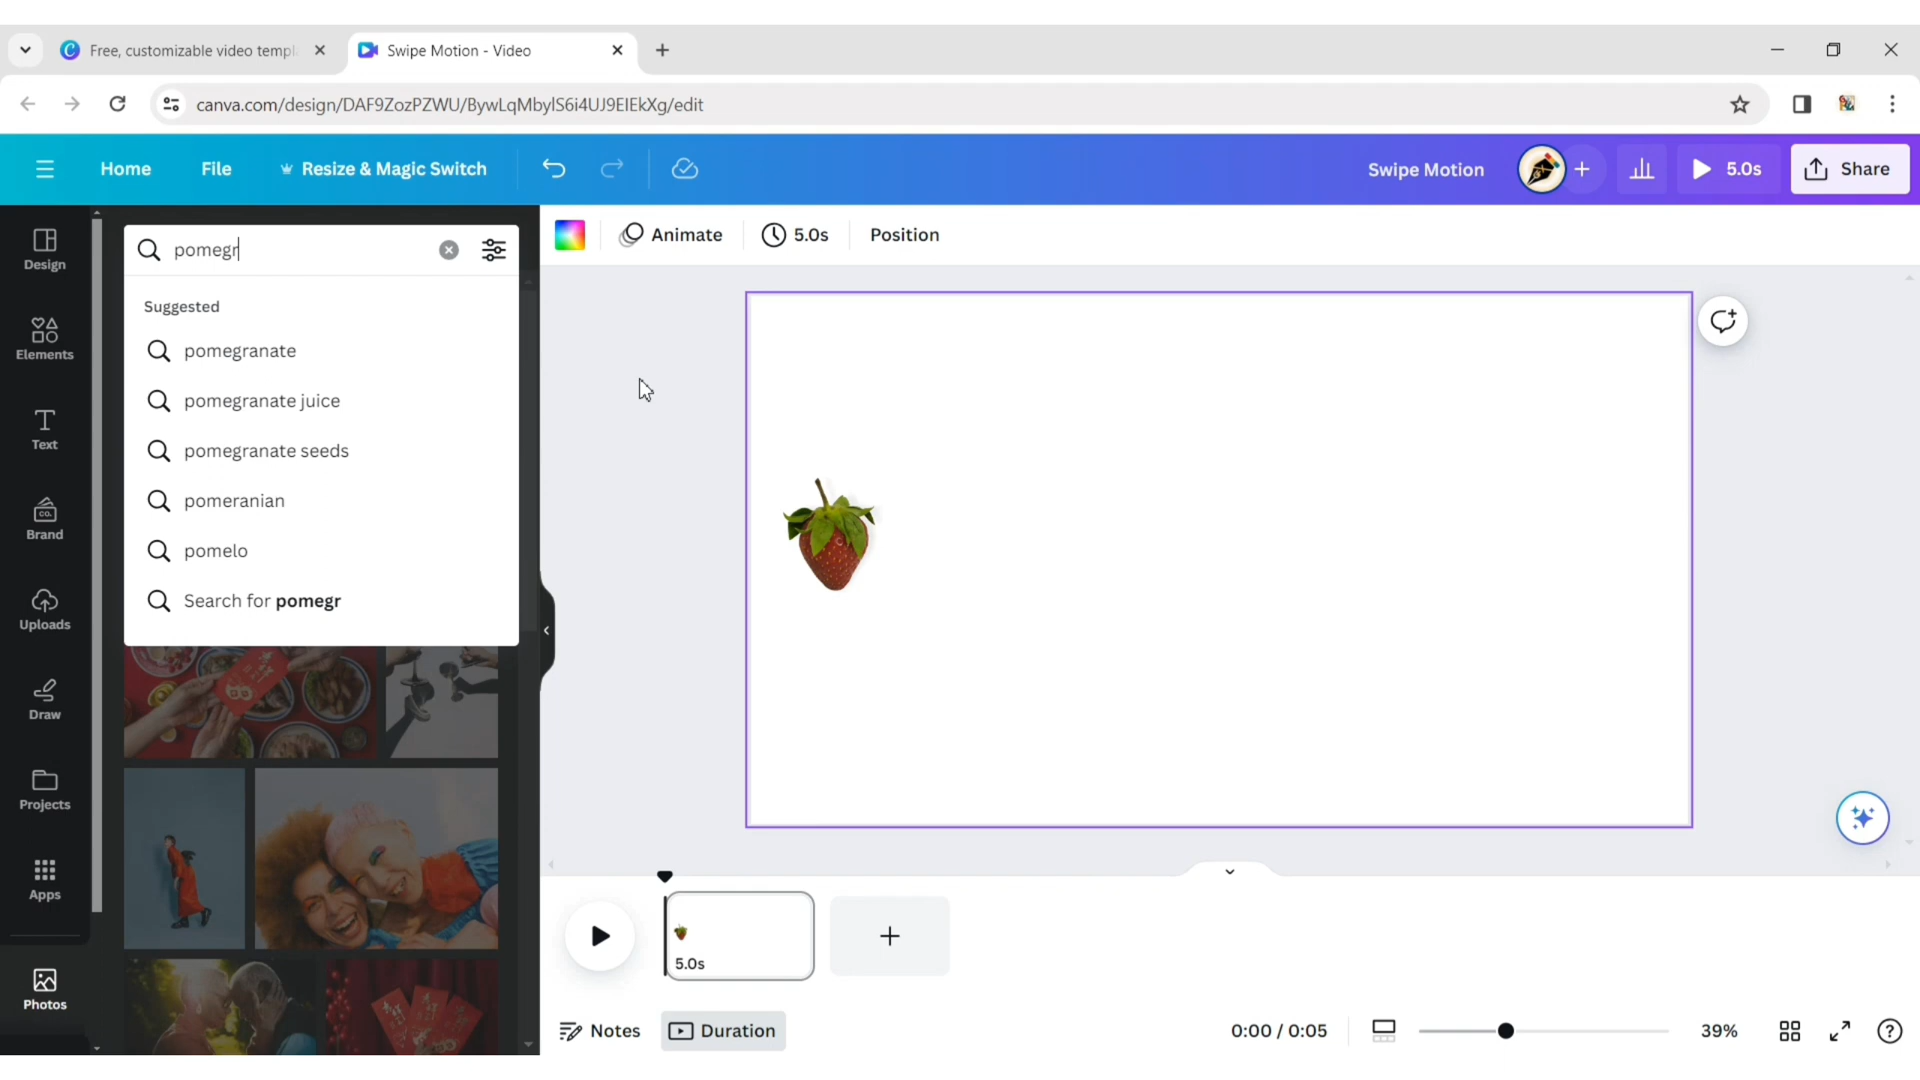 Free, customizable video templ
Swipe Motion - Video
canva.com/design/DAF9ZozPZWU/BywLqMbylS6i4UJ9EIEkXg/edit
Home
File
Resize & Magic Switch
Swipe Motion
5.0s
Share
Design
Elements
Text
CO.
Brand
Uploads
Draw
Projects
Apps
Photos
pomegr
Suggested
pomegranate
pomegranate juice
pomegranate seeds
pomeranian
pomelo
Search for pomegr
Animate
5.0s
Position
5.0s
Notes
Duration
0:00 / 0:05
39%